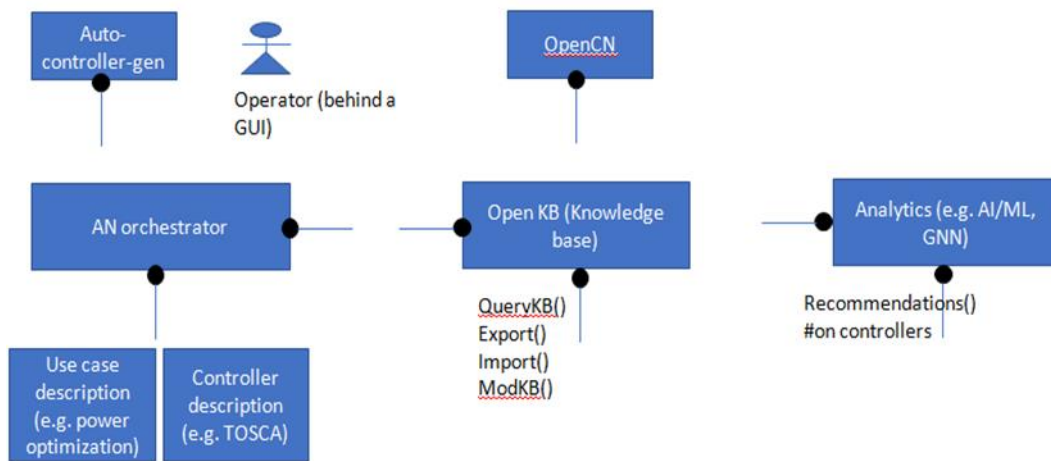 Auto-
controller-gen
Operator (behind a
GUI)
OpenCN
AN orchestrator
Open KB (Knowledge
base)
Analytics (e.g. AI/ML,
GNN)
QueryKB()
Export()
Import()
ModKB()
Recommendations()
#on controllers
Use case
description
(e.g. power
optimization)
Controller
description
(e.g. TOSCA)